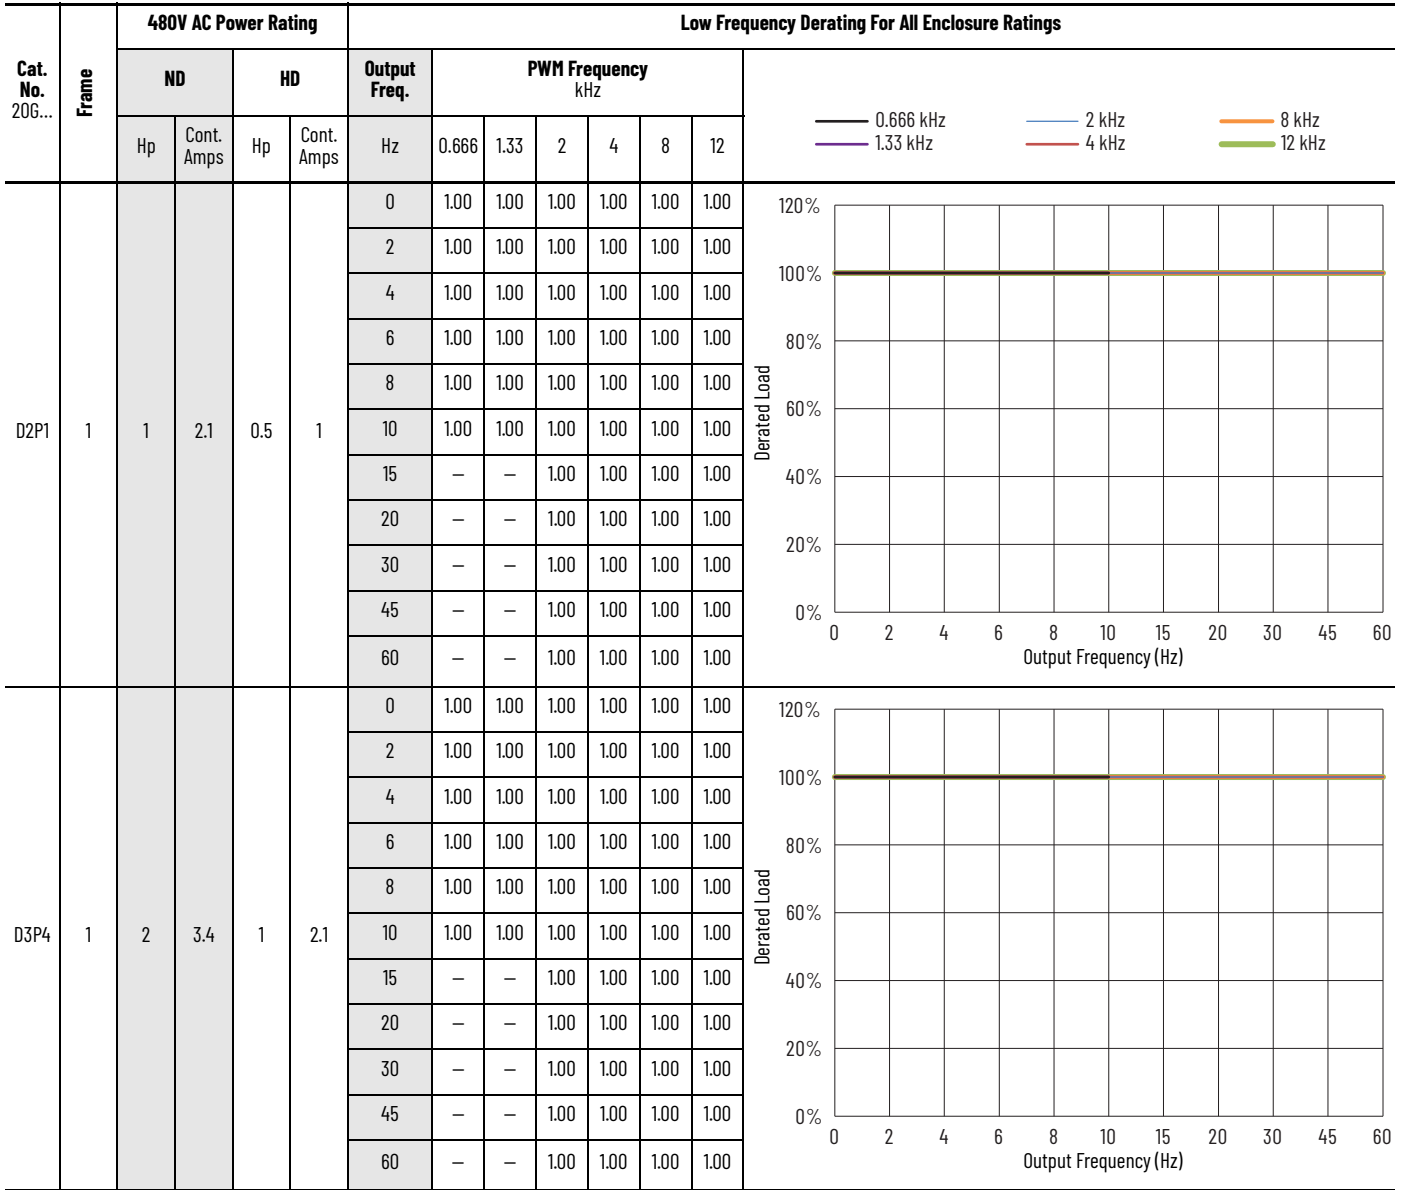 480V AC Power Rating Low Frequency Derating For All Enclosure Ratings
Cat. No. 20G... Frame ND HD Output Freq. PWM Frequency kHz
Hp Cont. Amps Hp Cont. Amps Hz 0.666 1.33 2 4 8 12
0.666 kHz 2 kHz 8 kHz
1.33 kHz 4 kHz 12 kHz
D2P1 1 1 2.1 0.5 1
0 1.00 1.00 1.00 1.00 1.00 1.00
2 1.00 1.00 1.00 1.00 1.00 1.00
4 1.00 1.00 1.00 1.00 1.00 1.00
6 1.00 1.00 1.00 1.00 1.00 1.00
8 1.00 1.00 1.00 1.00 1.00 1.00
10 1.00 1.00 1.00 1.00 1.00 1.00
15 – – 1.00 1.00 1.00 1.00
20 – – 1.00 1.00 1.00 1.00
30 – – 1.00 1.00 1.00 1.00
45 – – 1.00 1.00 1.00 1.00
60 – – 1.00 1.00 1.00 1.00
Derated Load
120%
100%
80%
60%
40%
20%
0%
0 2 4 6 8 10 15 20 30 45 60
Output Frequency (Hz)
D3P4 1 2 3.4 1 2.1
0 1.00 1.00 1.00 1.00 1.00 1.00
2 1.00 1.00 1.00 1.00 1.00 1.00
4 1.00 1.00 1.00 1.00 1.00 1.00
6 1.00 1.00 1.00 1.00 1.00 1.00
8 1.00 1.00 1.00 1.00 1.00 1.00
10 1.00 1.00 1.00 1.00 1.00 1.00
15 – – 1.00 1.00 1.00 1.00
20 – – 1.00 1.00 1.00 1.00
30 – – 1.00 1.00 1.00 1.00
45 – – 1.00 1.00 1.00 1.00
60 – – 1.00 1.00 1.00 1.00
Derated Load
120%
100%
80%
60%
40%
20%
0%
0 2 4 6 8 10 15 20 30 45 60
Output Frequency (Hz)